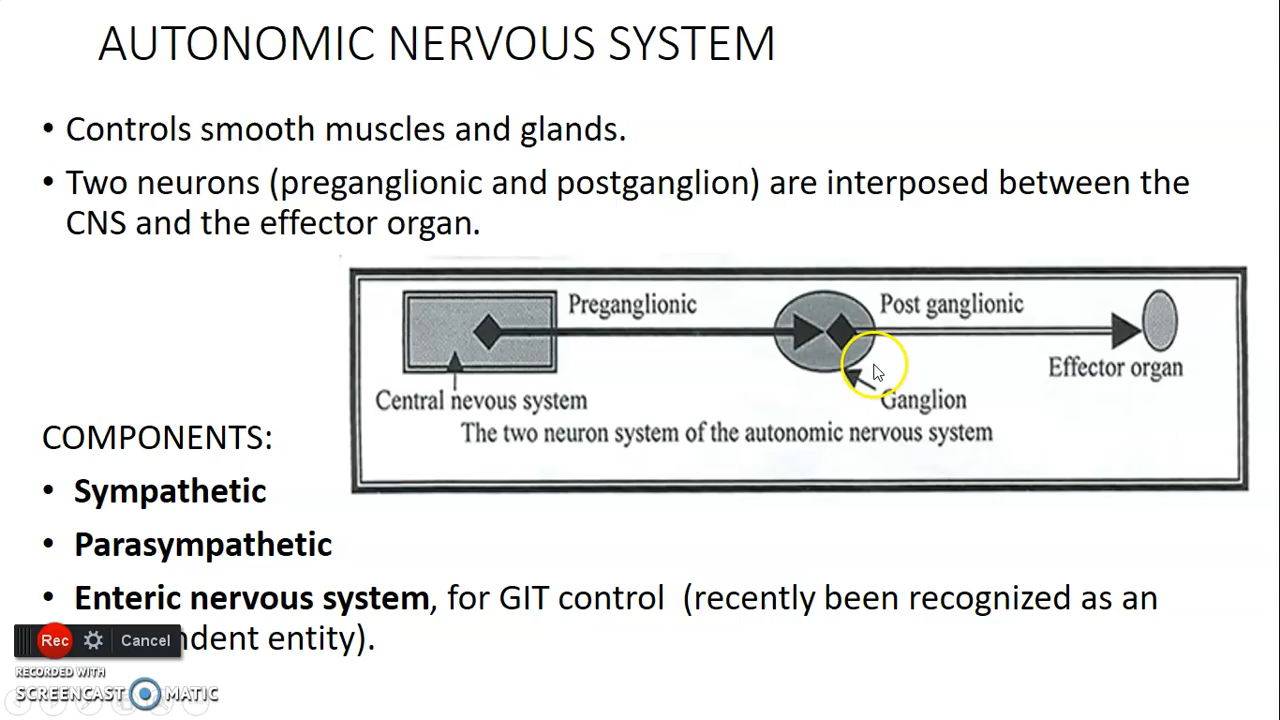 AUTONOMIC NERVOUS SYSTEM
• Controls smooth muscles and glands.
• Two neurons (preganglionic and postganglion) are interposed between the
CNS and the effector organ.
Preganglionic
Post ganglionic
Effector organ
Central nevous system
Ganglion
The two neuron system of the autonomic nervous system
COMPONENTS:
• Sympathetic
• Parasympathetic
• Enteric nervous system, for GIT control (recently been recognized as an
ndent entity).
Rec
Cancel
RECORDED WITH
SCREENCAST MATIC